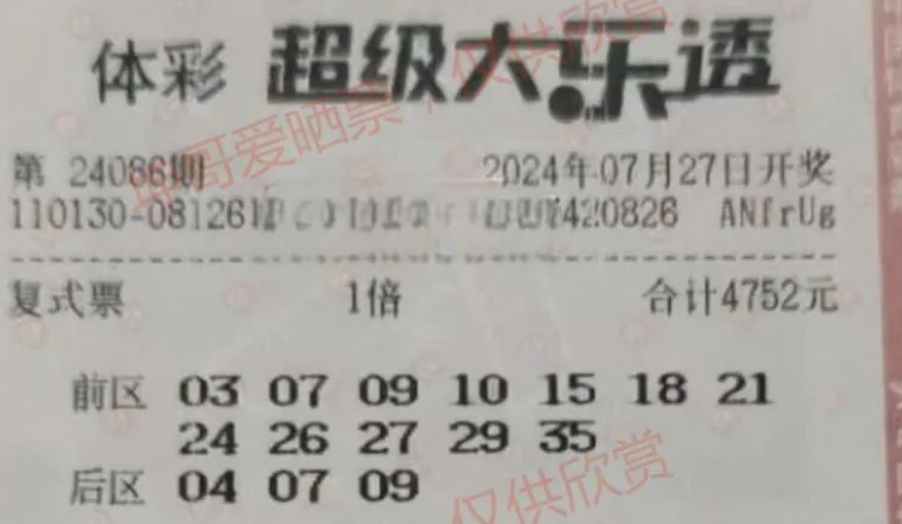 体彩 超级大乐透
第 24086期 2024年07月27日开奖
110130-081261 420826 ANfrUg
复式票 1倍 合计4752元
前区 03 07 09 10 15 18 21
24 26 27 29 35
后区 04 07 09
哥爱晒票,仅供欣赏
仅供欣赏